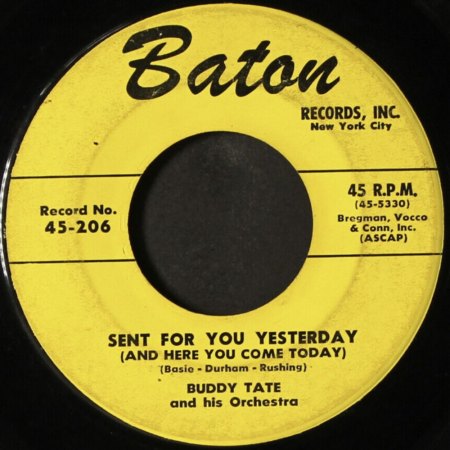 Baton
RECORDS, INC.
New York City
Record No.
45-206
45 R.P.M.
(45-5330)
Bregman, Vocco
& Conn, Inc.
(ASCAP)
SENT FOR YOU YESTERDAY
(AND HERE YOU COME TODAY)
(Basie - Durham - Rushing)
BUDDY TATE
and his Orchestra